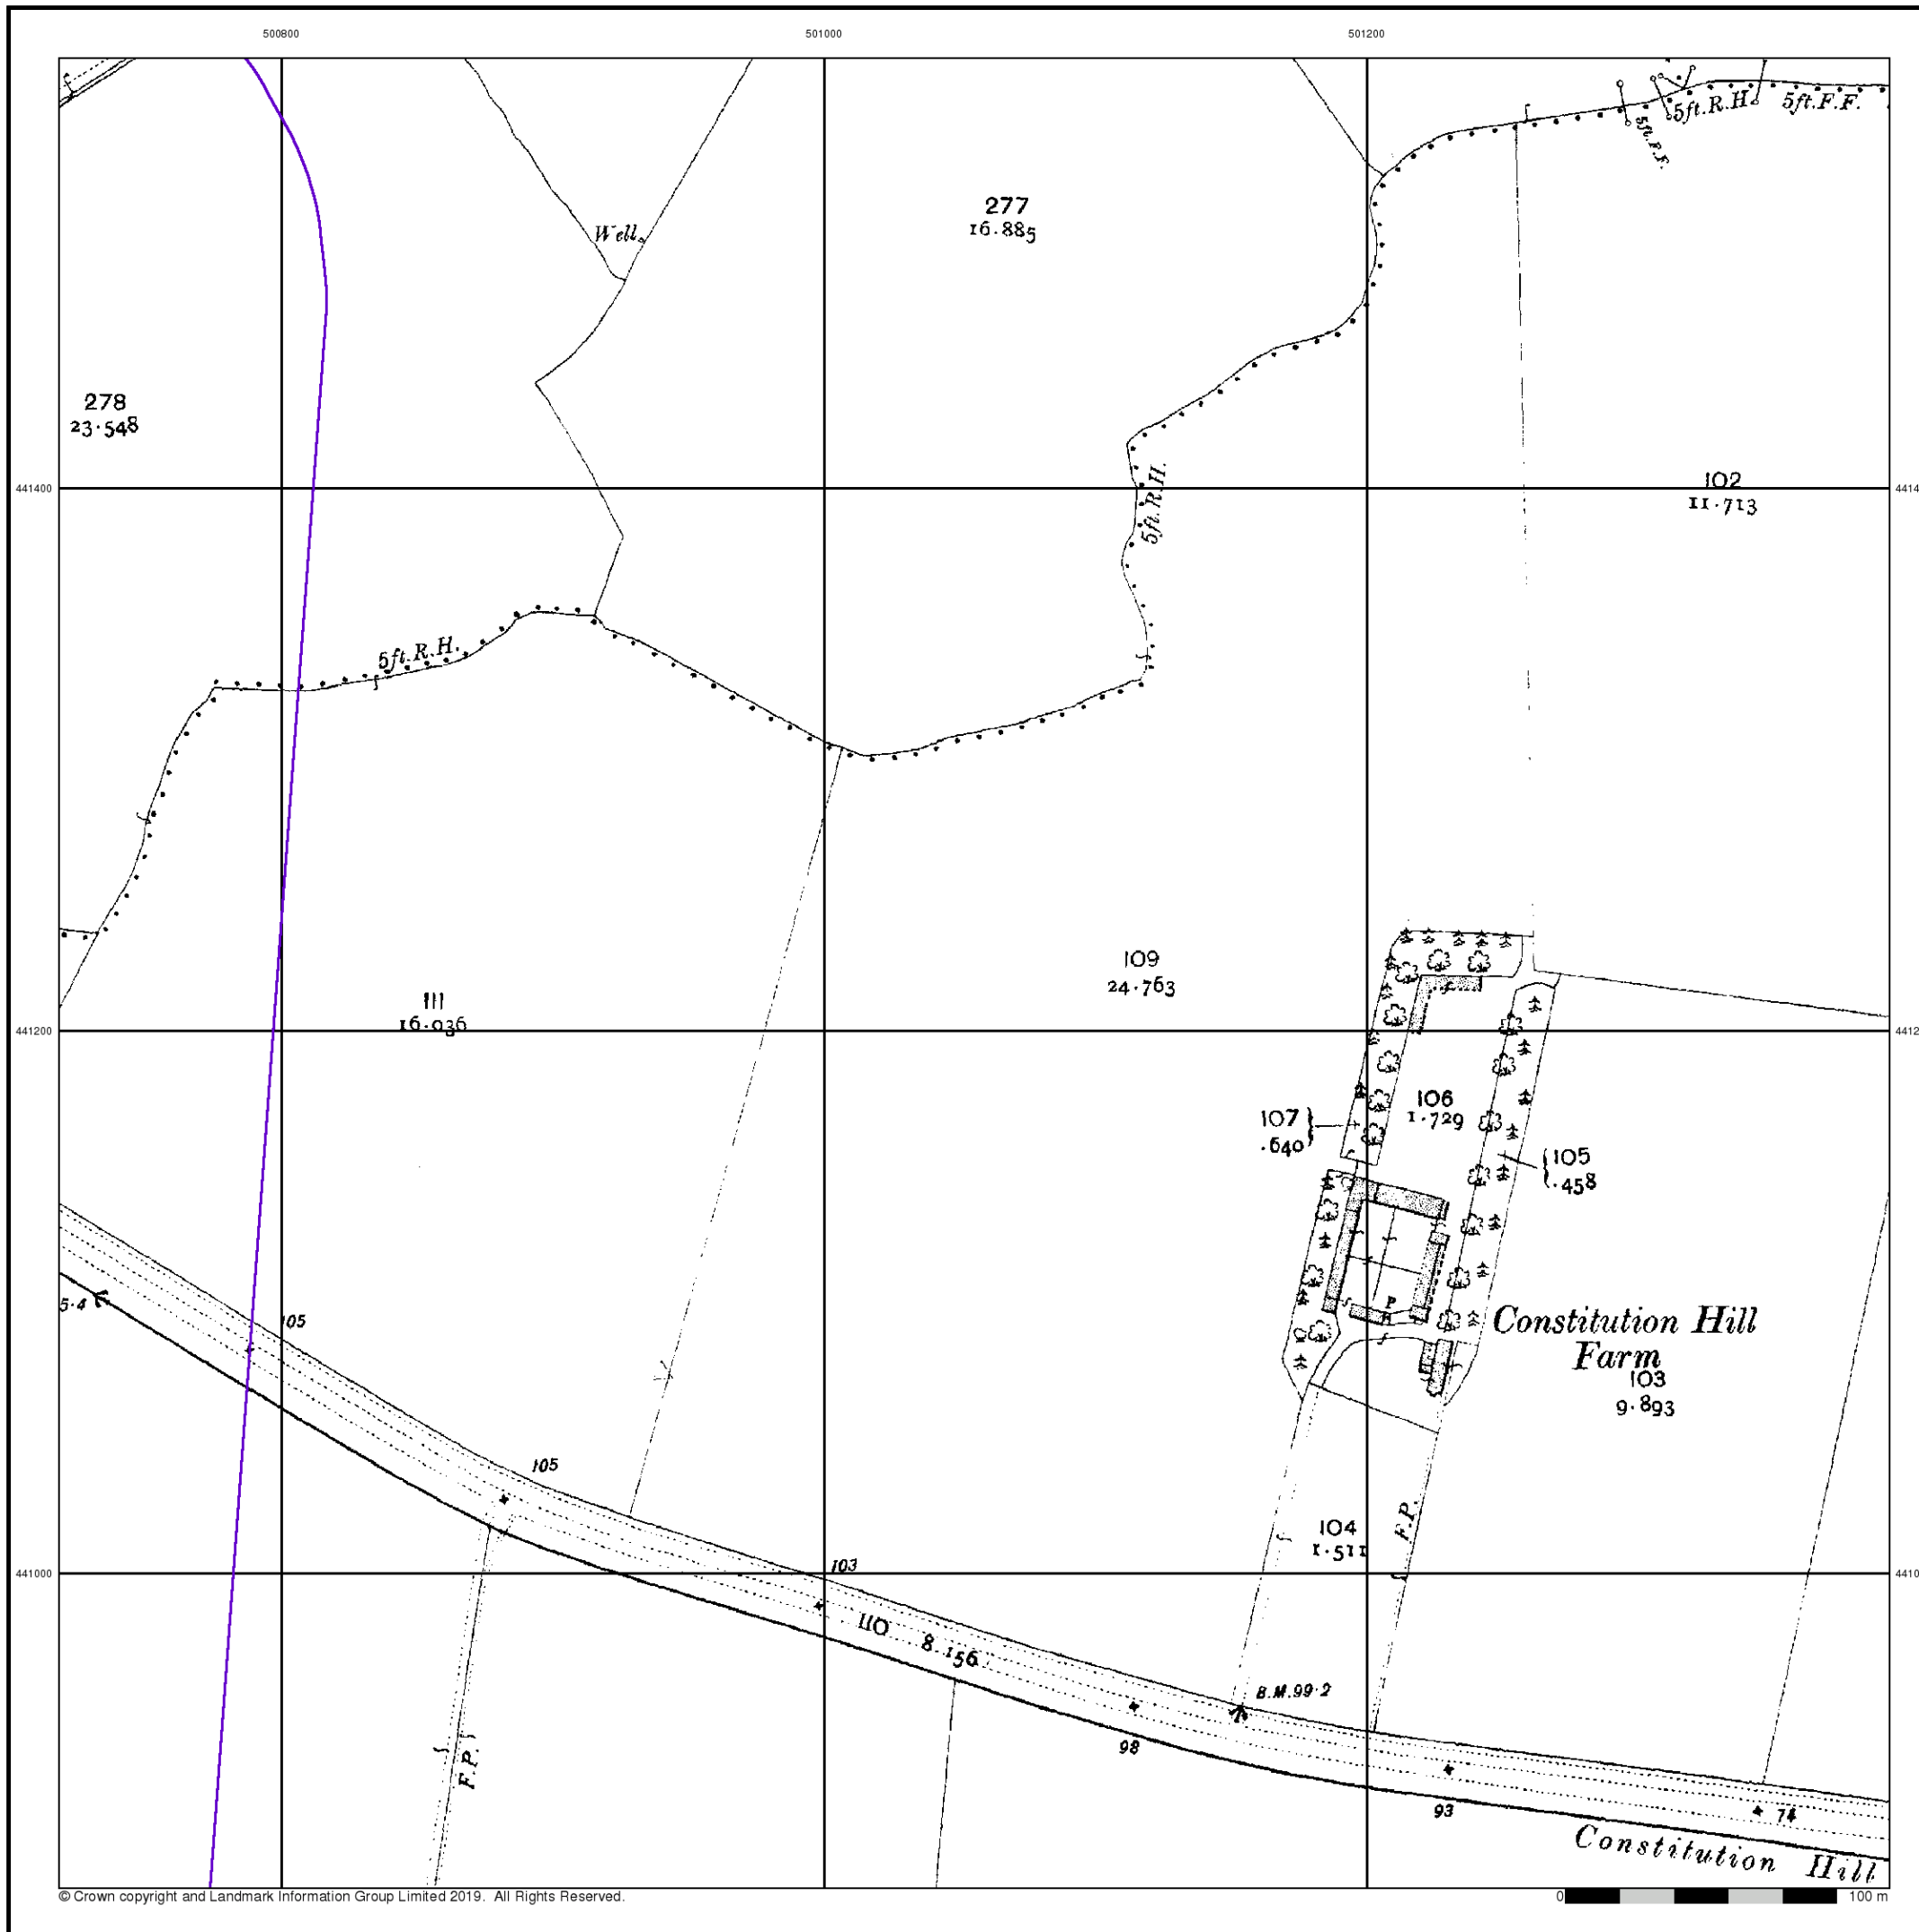 500800
501000
501200
5ft.R.H.
5ft.F.F.
5ft.F.F.
277
16.885
Well.
278
23.548
441400
102
11.713
5ft.R.H.
5ft.R.H.
109
24.763
111
16.036
441200
106
1.729
107
.640
105
.458
P
105
5.4
Constitution Hill
Farm
103
9.893
105
104
1.511
F.P.
103
441000
110 8.156
B.M.99.2
98
F.P.
93
74
Constitution Hill
© Crown copyright and Landmark Information Group Limited 2019. All Rights Reserved.
0
100 m